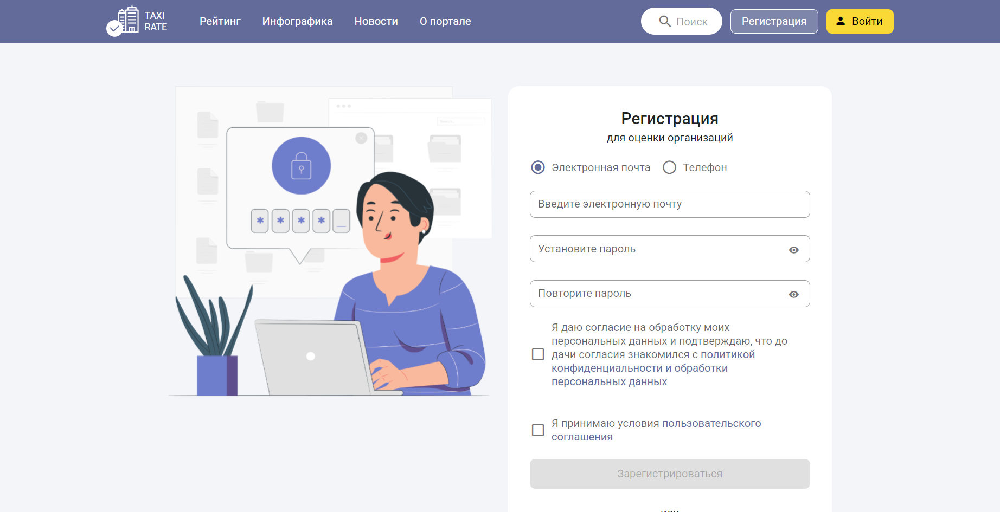 TAXI
RATE
Рейтинг
Инфографика
Новости
О портале
Поиск
Регистрация
Войти
Search...
* * * * _
Регистрация
для оценки организаций
Электронная почта
Телефон
Введите электронную почту
Установите пароль
Повторите пароль
Я даю согласие на обработку моих
персональных данных и подтверждаю, что до
дачи согласия знакомился с политикой
конфиденциальности и обработки
персональных данных
Я принимаю условия пользовательского
соглашения
Зарегистрироваться
или